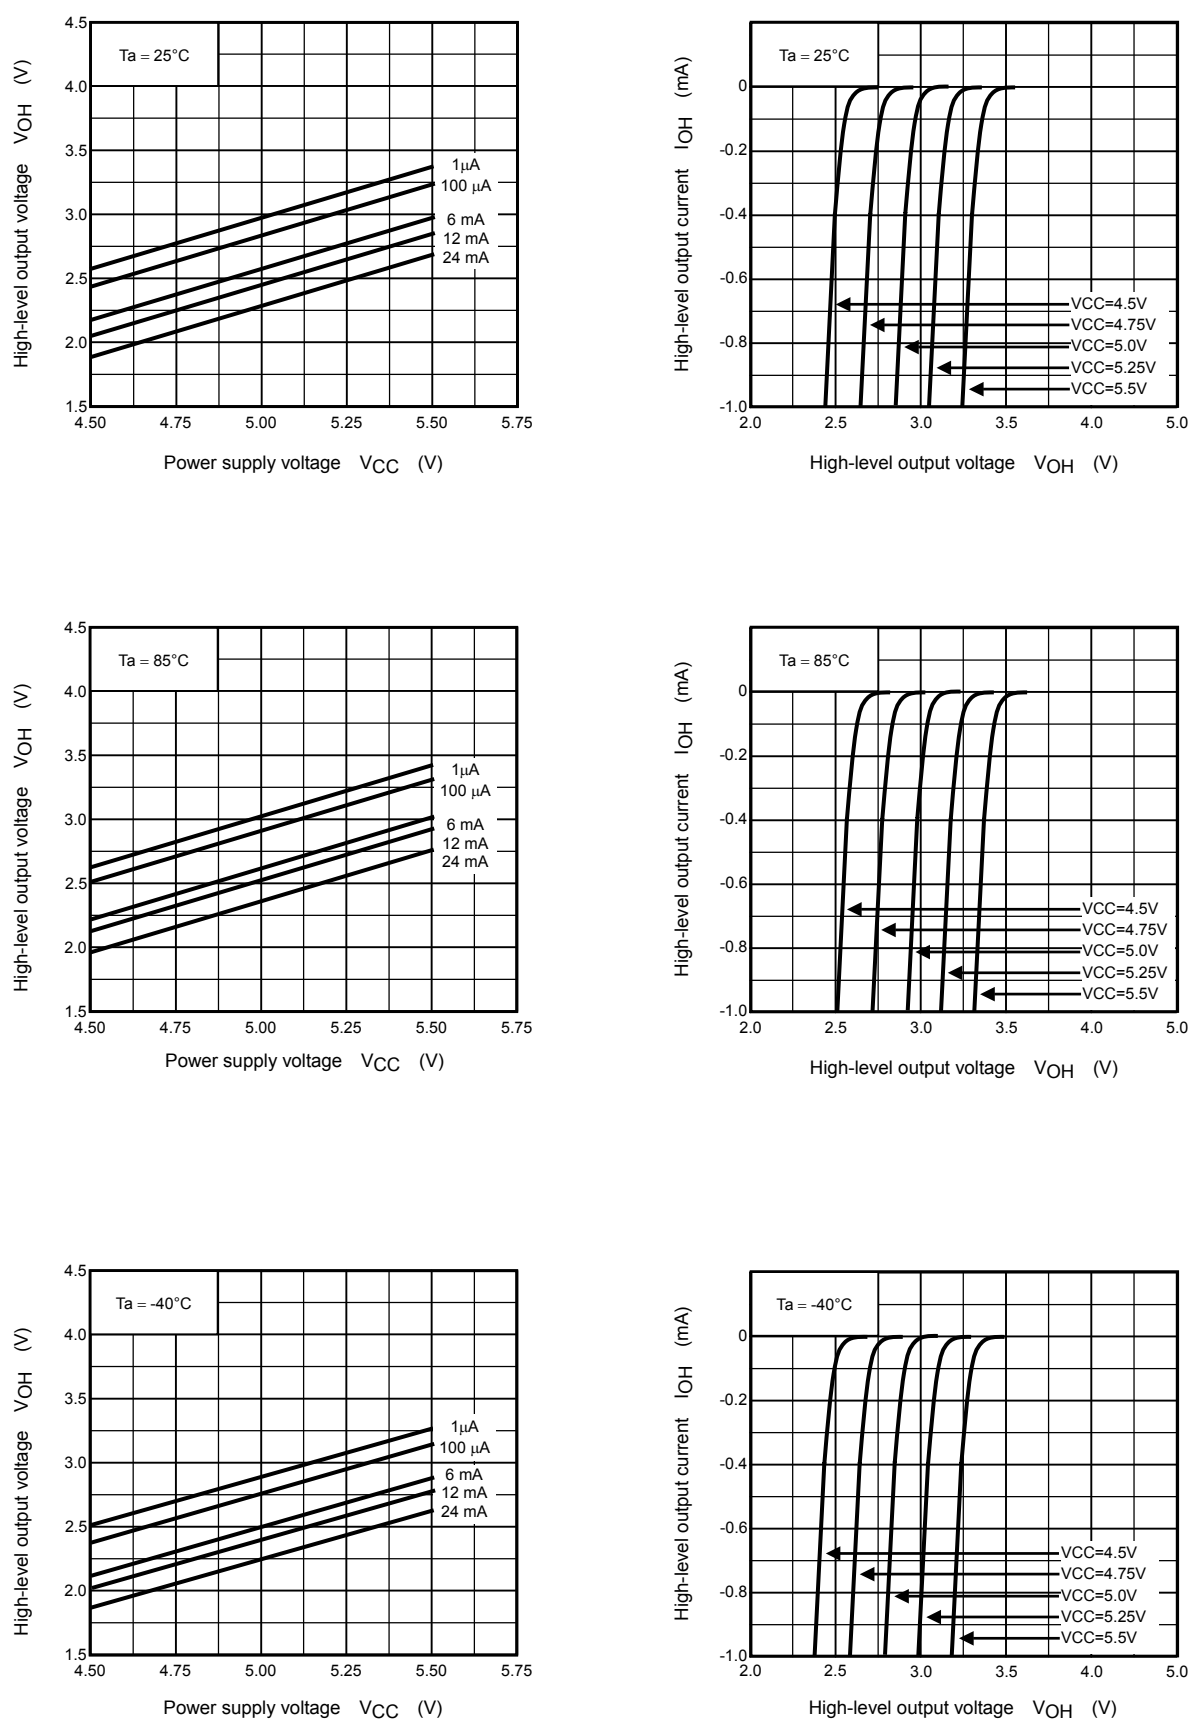 4.5
4.0
3.5
3.0
2.5
2.0
1.5
High-level output voltage VOH (V)
Ta = 25°C
1μA
100 μA
6 mA
12 mA
24 mA
4.50 4.75 5.00 5.25 5.50 5.75
Power supply voltage VCC (V)
0
-0.2
-0.4
-0.6
-0.8
-1.0
High-level output current IOH (mA)
Ta = 25°C
VCC=4.5V
VCC=4.75V
VCC=5.0V
VCC=5.25V
VCC=5.5V
2.0 2.5 3.0 3.5 4.0 5.0
High-level output voltage VOH (V)
4.5
4.0
3.5
3.0
2.5
2.0
1.5
High-level output voltage VOH (V)
Ta = 85°C
1μA
100 μA
6 mA
12 mA
24 mA
4.50 4.75 5.00 5.25 5.50 5.75
Power supply voltage VCC (V)
0
-0.2
-0.4
-0.6
-0.8
-1.0
High-level output current IOH (mA)
Ta = 85°C
VCC=4.5V
VCC=4.75V
VCC=5.0V
VCC=5.25V
VCC=5.5V
2.0 2.5 3.0 3.5 4.0 5.0
High-level output voltage VOH (V)
4.5
4.0
3.5
3.0
2.5
2.0
1.5
High-level output voltage VOH (V)
Ta = -40°C
1μA
100 μA
6 mA
12 mA
24 mA
4.50 4.75 5.00 5.25 5.50 5.75
Power supply voltage VCC (V)
0
-0.2
-0.4
-0.6
-0.8
-1.0
High-level output current IOH (mA)
Ta = -40°C
VCC=4.5V
VCC=4.75V
VCC=5.0V
VCC=5.25V
VCC=5.5V
2.0 2.5 3.0 3.5 4.0 5.0
High-level output voltage VOH (V)